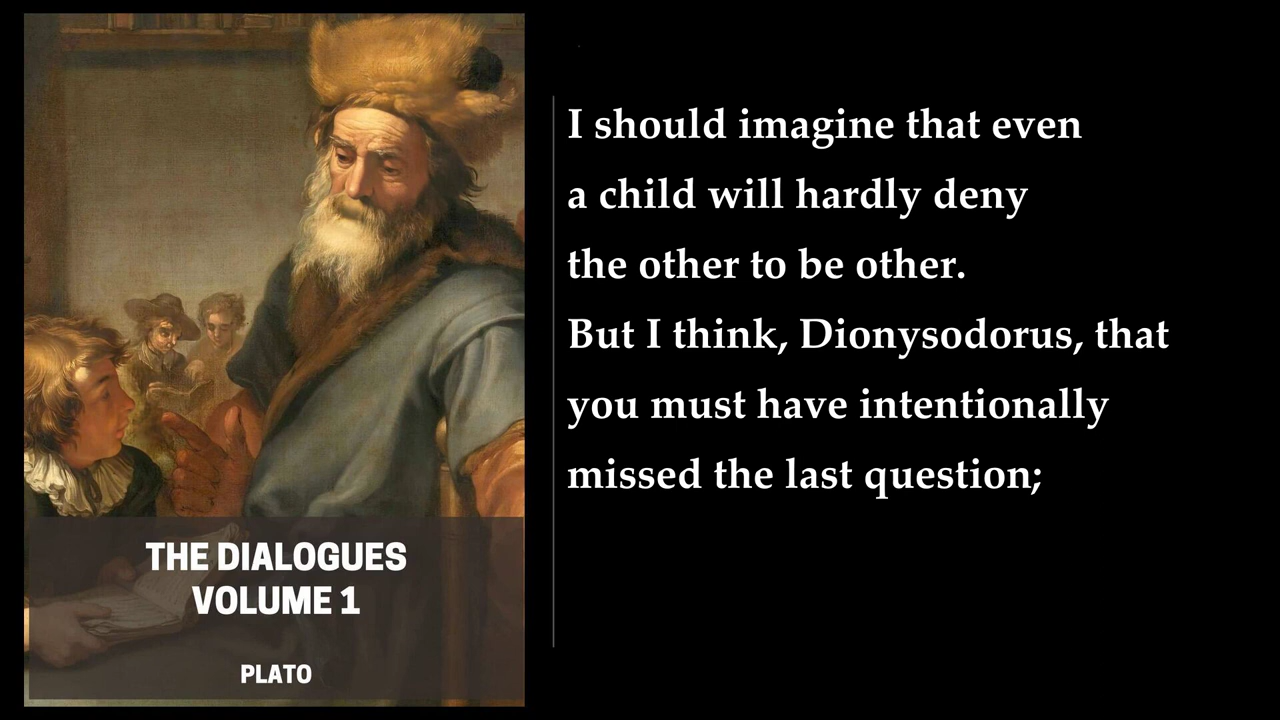 I should imagine that even
a child will hardly deny
the other to be other.
But I think, Dionysodorus, that
you must have intentionally
missed the last question;
THE DIALOGUES
VOLUME 1
PLATO